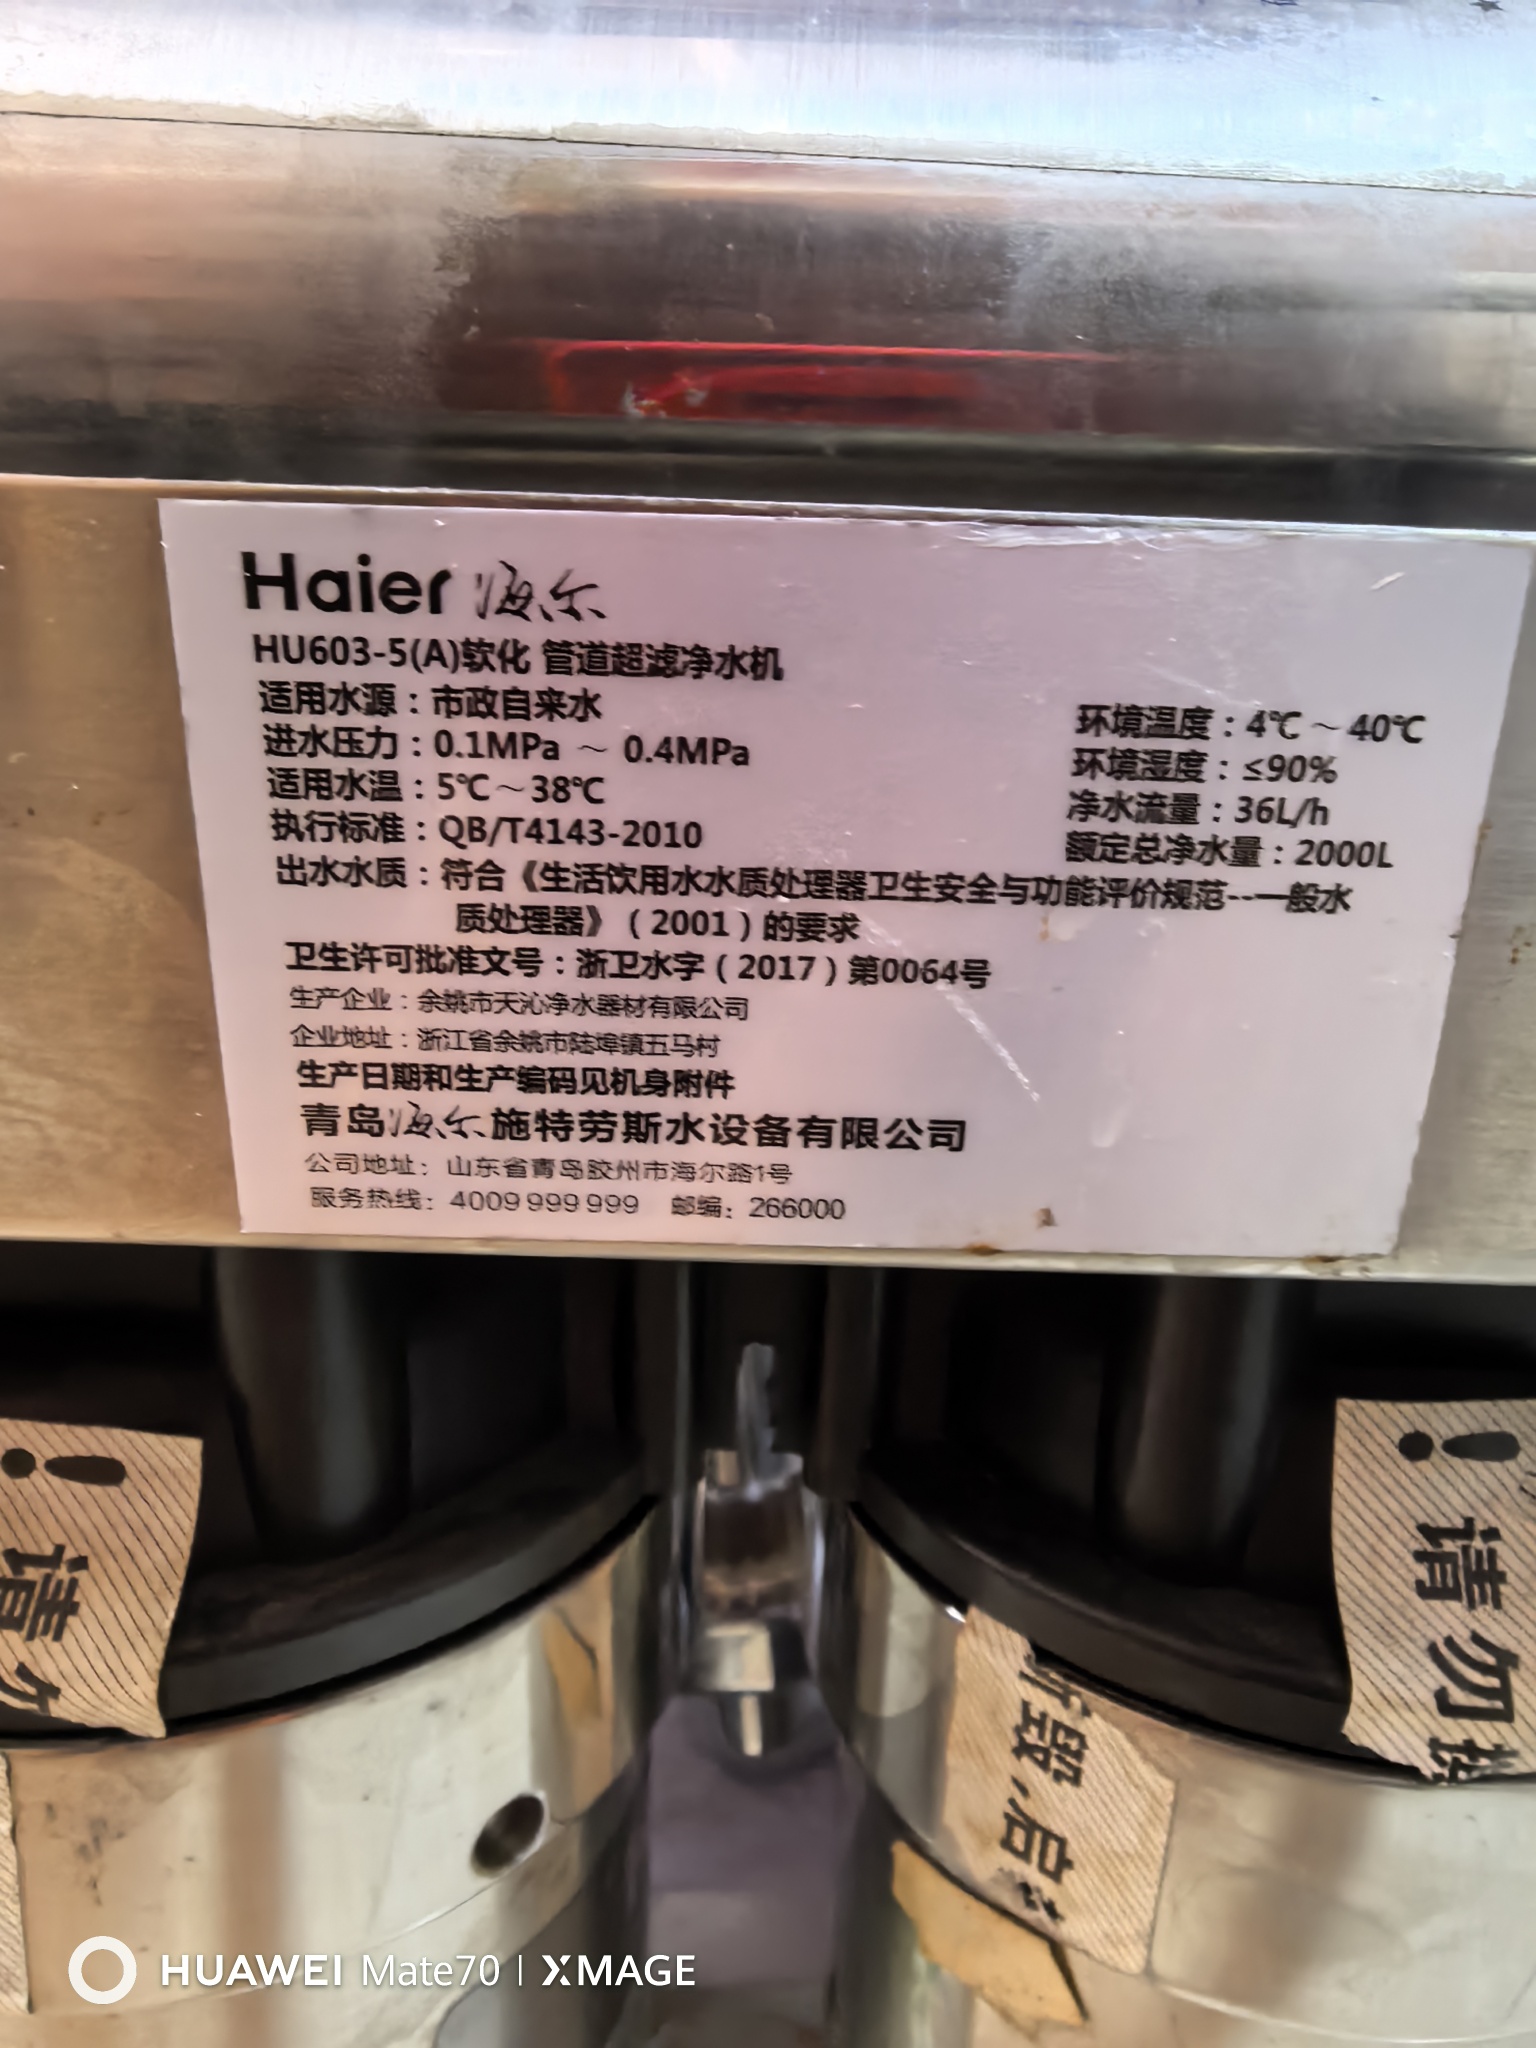 Haier 海尔
HU603-5(A)软化 管道超滤净水机
适用水源：市政自来水
进水压力：0.1MPa ～ 0.4MPa
适用水温：5℃～38℃
执行标准：QB/T4143-2010
环境温度：4℃～40℃
环境湿度：≤90%
净水流量：36L/h
额定总净水量：2000L
出水水质：符合《生活饮用水水质处理器卫生安全与功能评价规范--一般水
质处理器》（2001）的要求
卫生许可批准文号：浙卫水字（2017）第0064号
生产企业：余姚市天沁净水器材有限公司
企业地址：浙江省余姚市陆埠镇五马村
生产日期和生产编码见机身附件
青岛海尔施特劳斯水设备有限公司
公司地址：山东省青岛胶州市海尔路1号
服务热线：4009 999 999 邮编：266000
！请勿
！请勿
毁，启
HUAWEI Mate70 | XMAGE